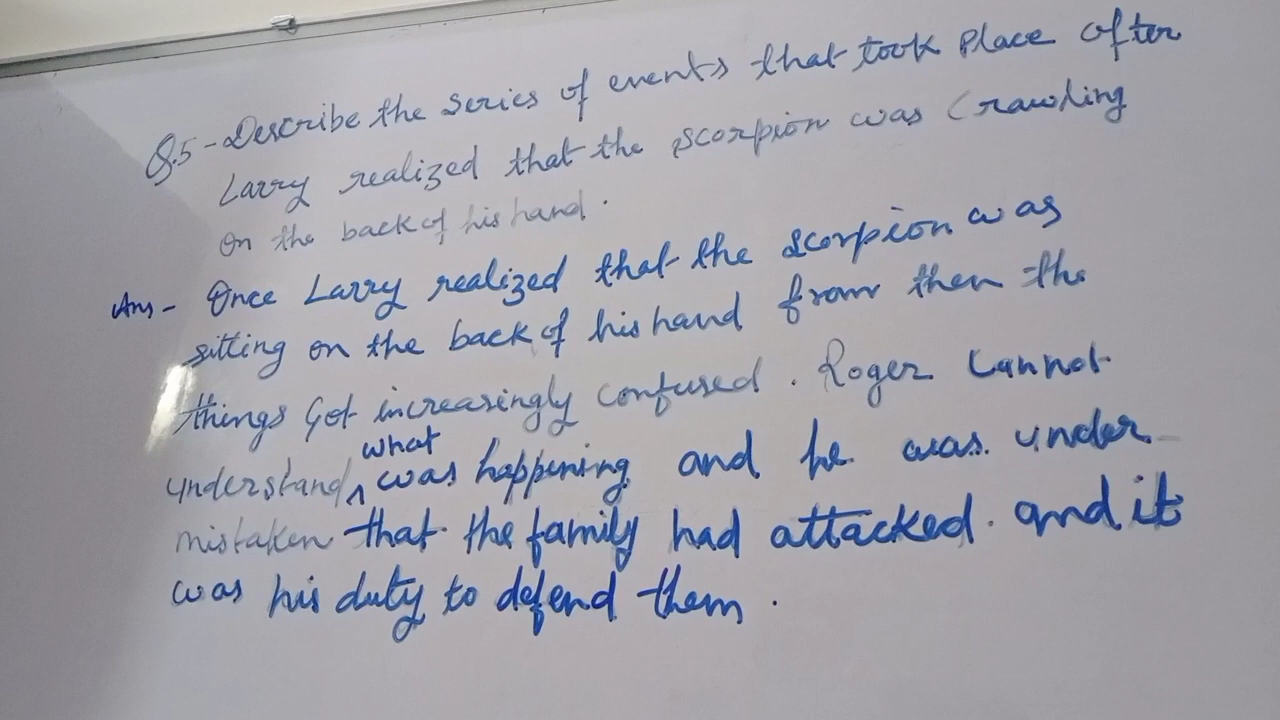 Q.5- Describe the series of events that took place after
Larry realized that the scorpion was Crawling
on the back of his hand.
Ans- Once Larry realized that the scorpion was
sitting on the back of his hand from then the
things got increasingly confused. Roger cannot
what
understand ^ was happening and he was under
mistaken that the family had attacked. and it
was his duty to defend them.